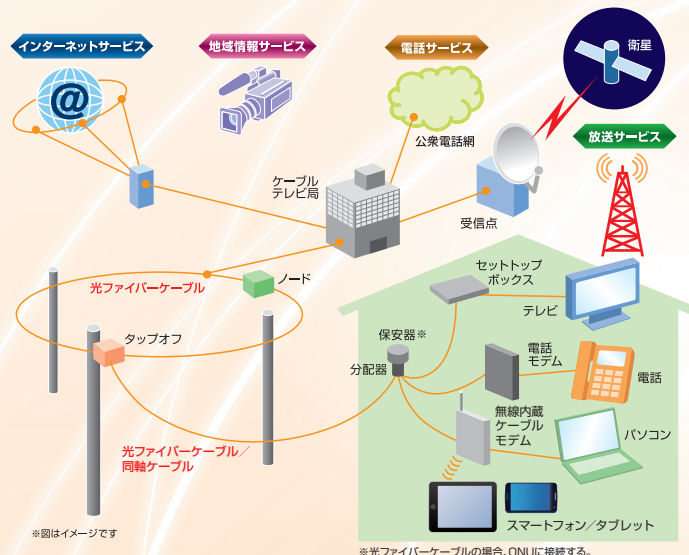 インターネットサービス
地域情報サービス
電話サービス
衛星
@
公衆電話網
放送サービス
ケーブル
テレビ局
受信点
光ファイバーケーブル
ノード
セットトップ
ボックス
テレビ
タップオフ
保安器※
分配器
電話
モデム
電話
無線内蔵
ケーブル
モデム
パソコン
光ファイバーケーブル／
同軸ケーブル
スマートフォン／タブレット
※図はイメージです
※光ファイバーケーブルの場合、ONUに接続する。